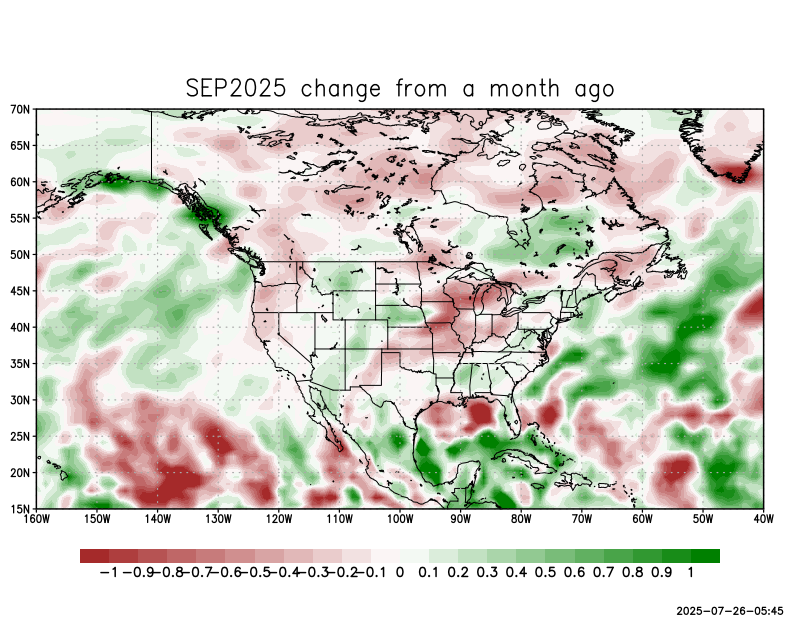 SEP2025 change from a month ago
70N
65N
60N
55N
50N
45N
40N
35N
30N
25N
20N
15N
160W 150W 140W 130W 120W 110W 100W 90W 80W 70W 60W 50W 40W
-1 -0.9 -0.8 -0.7 -0.6 -0.5 -0.4 -0.3 -0.2 -0.1 0 0.1 0.2 0.3 0.4 0.5 0.6 0.7 0.8 0.9 1
2025-07-26-05:45